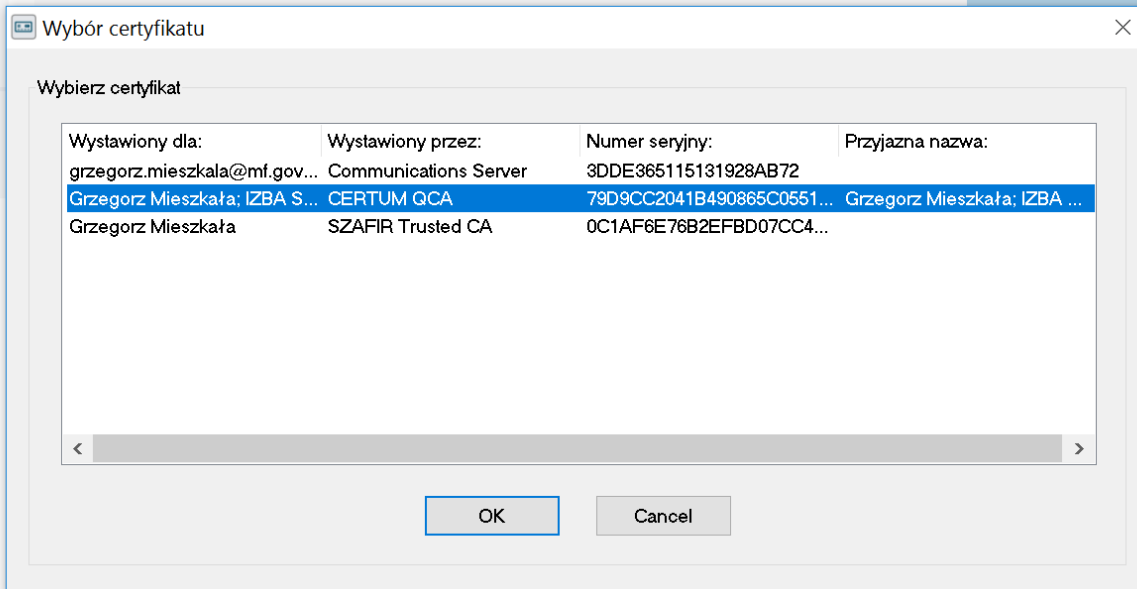 Wybór certyfikatu
Wybierz certyfikat
Wystawiony dla: Wystawiony przez: Numer seryjny: Przyjazna nazwa:
grzegorz.mieszkala@mf.gov... Communications Server 3DDE365115131928AB72
Grzegorz Mieszkała; IZBA S... CERTUM QCA 79D9CC2041B490865C0551... Grzegorz Mieszkała; IZBA ...
Grzegorz Mieszkała SZAFIR Trusted CA 0C1AF6E76B2EFBD07CC4...
OK Cancel